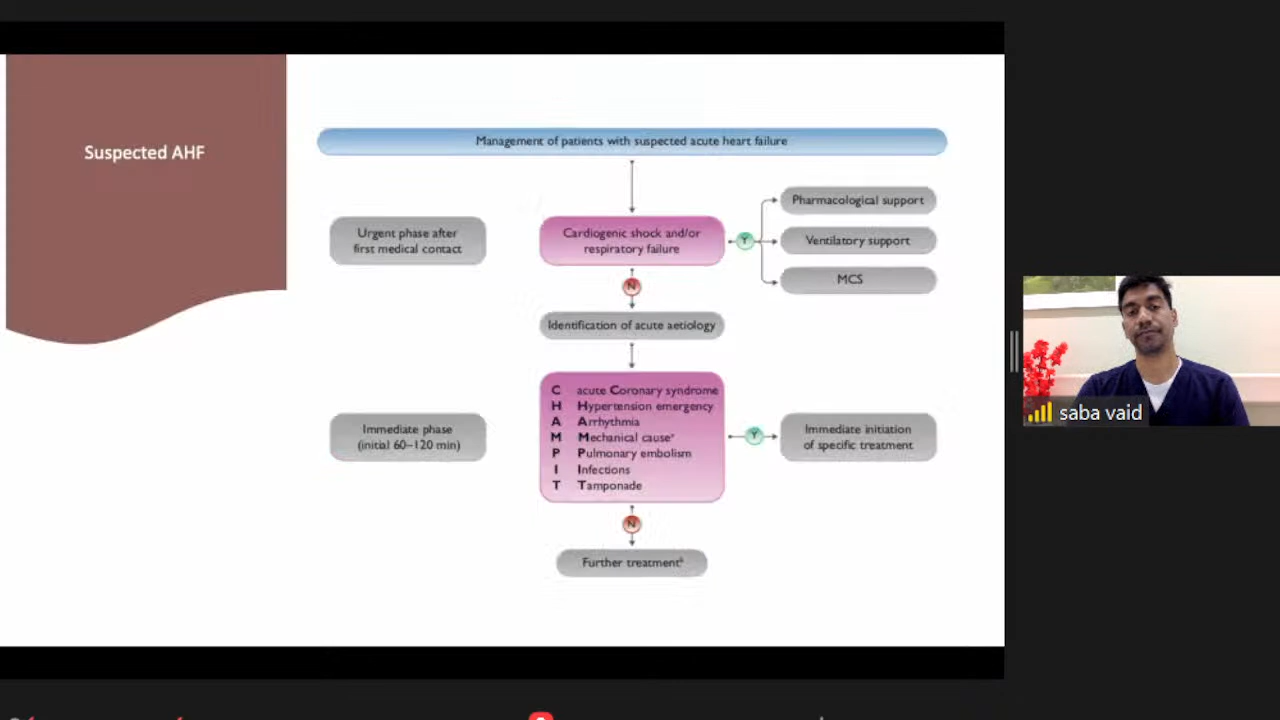 Suspected AHF
Management of patients with suspected acute heart failure
Urgent phase after
first medical contact
Cardiogenic shock and/or
respiratory failure
Y
Pharmacological support
Ventilatory support
MCS
N
Identification of acute aetiology
Immediate phase
(initial 60–120 min)
C acute Coronary syndrome
H Hypertension emergency
A Arrhythmia
M Mechanical causeᵃ
P Pulmonary embolism
I Infections
T Tamponade
Y
Immediate initiation
of specific treatment
N
Further treatmentᵇ
saba vaid